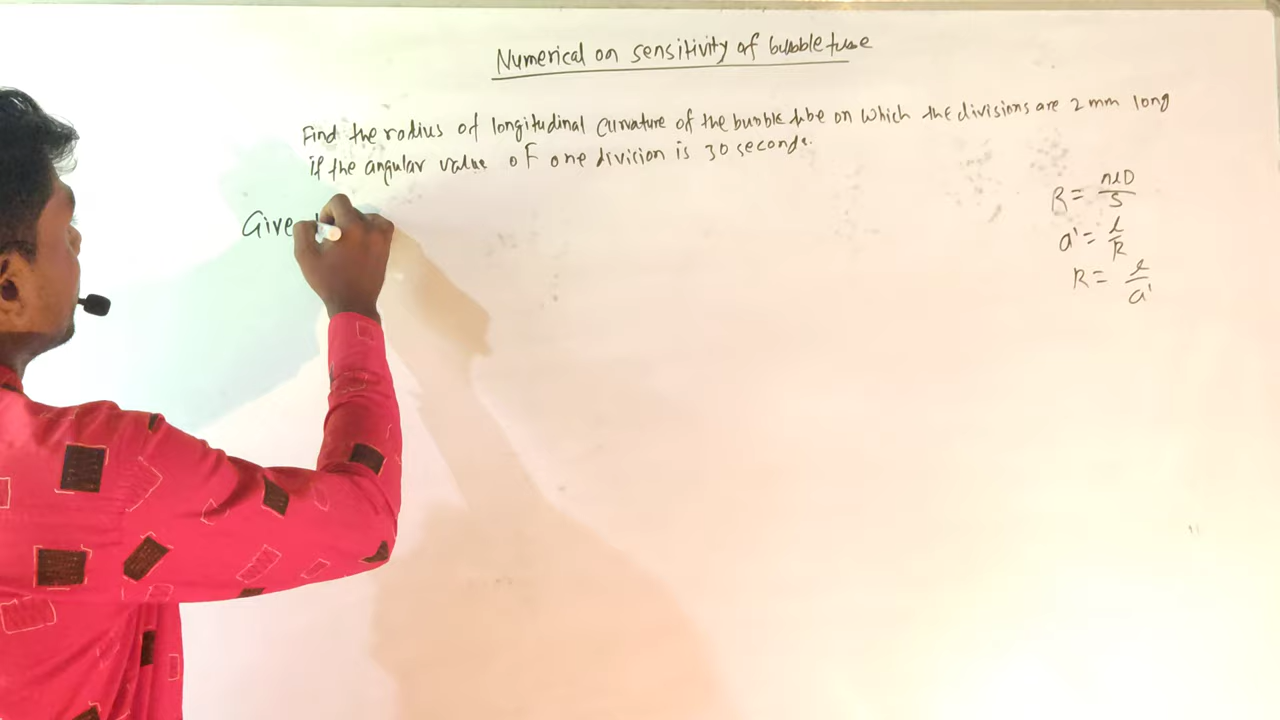 Numerical on sensitivity of bubble tube
Find the radius of longitudinal curvature of the bubble tube on which the divisions are 2 mm long
if the angular value of one division is 30 seconds.
Give
R = nlD/S
a' = l/R
R = l/a'